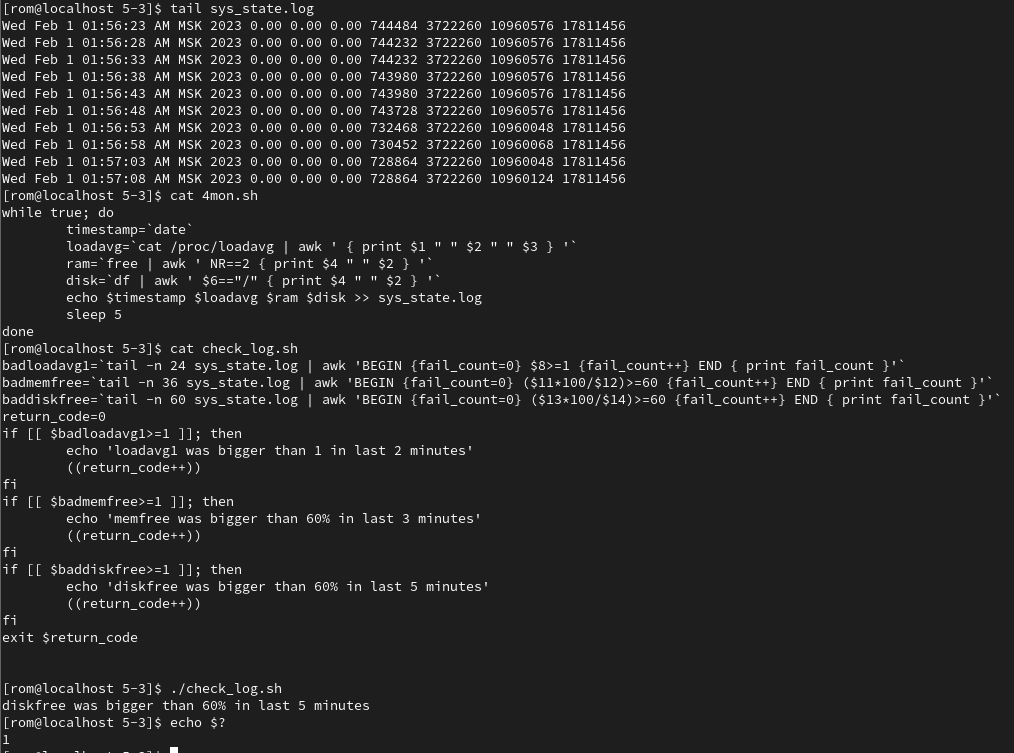 [rom@localhost 5-3]$ tail sys_state.log
Wed Feb 1 01:56:23 AM MSK 2023 0.00 0.00 0.00 744484 3722260 10960576 17811456
Wed Feb 1 01:56:28 AM MSK 2023 0.00 0.00 0.00 744232 3722260 10960576 17811456
Wed Feb 1 01:56:33 AM MSK 2023 0.00 0.00 0.00 744232 3722260 10960576 17811456
Wed Feb 1 01:56:38 AM MSK 2023 0.00 0.00 0.00 743980 3722260 10960576 17811456
Wed Feb 1 01:56:43 AM MSK 2023 0.00 0.00 0.00 743980 3722260 10960576 17811456
Wed Feb 1 01:56:48 AM MSK 2023 0.00 0.00 0.00 743728 3722260 10960576 17811456
Wed Feb 1 01:56:53 AM MSK 2023 0.00 0.00 0.00 732468 3722260 10960048 17811456
Wed Feb 1 01:56:58 AM MSK 2023 0.00 0.00 0.00 730452 3722260 10960068 17811456
Wed Feb 1 01:57:03 AM MSK 2023 0.00 0.00 0.00 728864 3722260 10960048 17811456
Wed Feb 1 01:57:08 AM MSK 2023 0.00 0.00 0.00 728864 3722260 10960124 17811456
[rom@localhost 5-3]$ cat 4mon.sh
while true; do
        timestamp=`date`
        loadavg=`cat /proc/loadavg | awk ' { print $1 " " $2 " " $3 } '`
        ram=`free | awk ' NR==2 { print $4 " " $2 } '`
        disk=`df | awk ' $6=="/" { print $4 " " $2 } '`
        echo $timestamp $loadavg $ram $disk >> sys_state.log
        sleep 5
done
[rom@localhost 5-3]$ cat check_log.sh
badloadavg1=`tail -n 24 sys_state.log | awk 'BEGIN {fail_count=0} $8>=1 {fail_count++} END { print fail_count }'`
badmemfree=`tail -n 36 sys_state.log | awk 'BEGIN {fail_count=0} ($11*100/$12)>=60 {fail_count++} END { print fail_count }'`
baddiskfree=`tail -n 60 sys_state.log | awk 'BEGIN {fail_count=0} ($13*100/$14)>=60 {fail_count++} END { print fail_count }'`
return_code=0
if [[ $badloadavg1>=1 ]]; then
        echo 'loadavg1 was bigger than 1 in last 2 minutes'
        ((return_code++))
fi
if [[ $badmemfree>=1 ]]; then
        echo 'memfree was bigger than 60% in last 3 minutes'
        ((return_code++))
fi
if [[ $baddiskfree>=1 ]]; then
        echo 'diskfree was bigger than 60% in last 5 minutes'
        ((return_code++))
fi
exit $return_code
[rom@localhost 5-3]$ ./check_log.sh
diskfree was bigger than 60% in last 5 minutes
[rom@localhost 5-3]$ echo $?
1